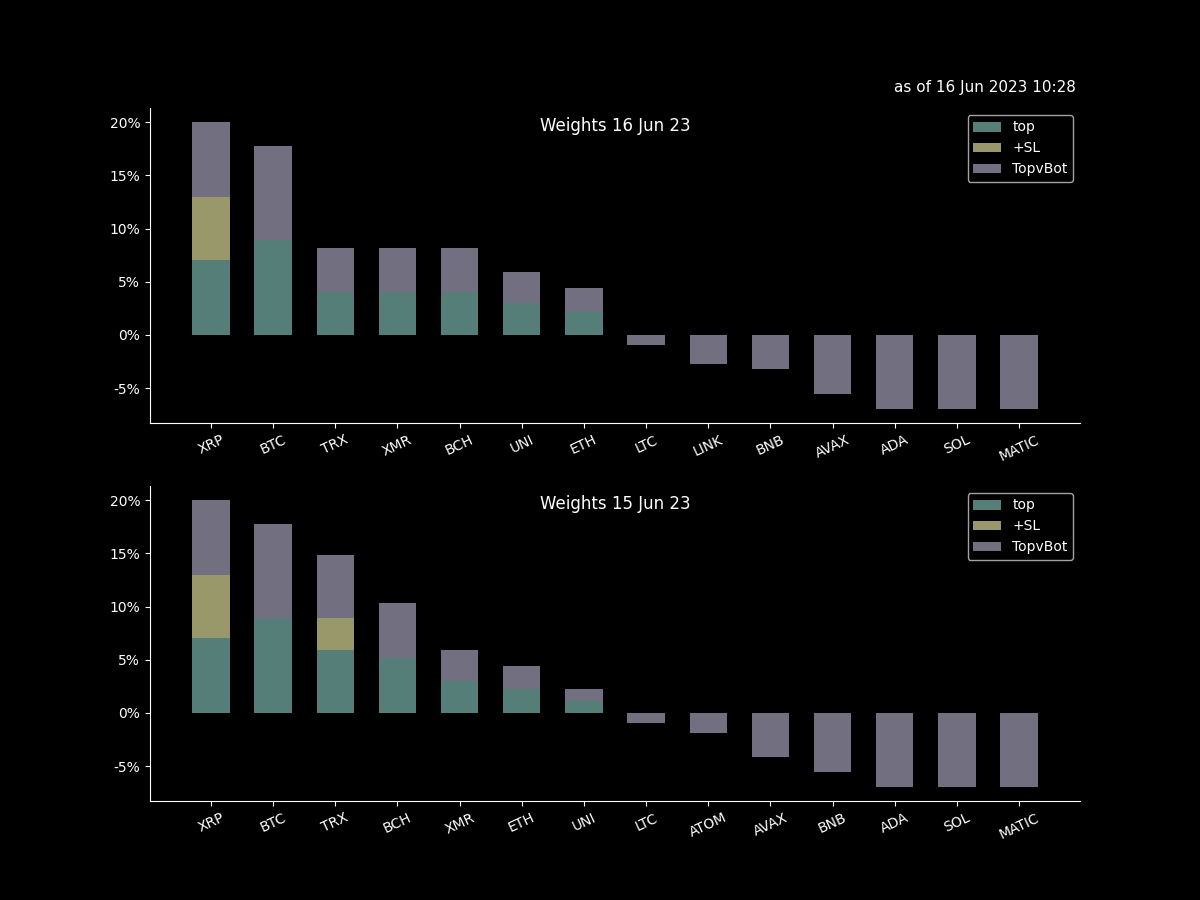 as of 16 Jun 2023 10:28
Weights 16 Jun 23
top
+SL
TopvBot
20%
15%
10%
5%
0%
-5%
XRP BTC TRX XMR BCH UNI ETH LTC LINK BNB AVAX ADA SOL MATIC
Weights 15 Jun 23
top
+SL
TopvBot
20%
15%
10%
5%
0%
-5%
XRP BTC TRX BCH XMR ETH UNI LTC ATOM AVAX BNB ADA SOL MATIC